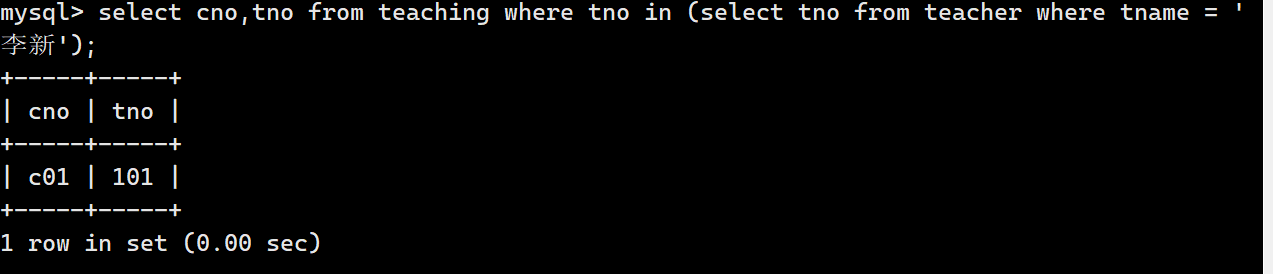 mysql> select cno,tno from teaching where tno in (select tno from teacher where tname = '
李新');
+-----+-----+
| cno | tno |
+-----+-----+
| c01 | 101 |
+-----+-----+
1 row in set (0.00 sec)